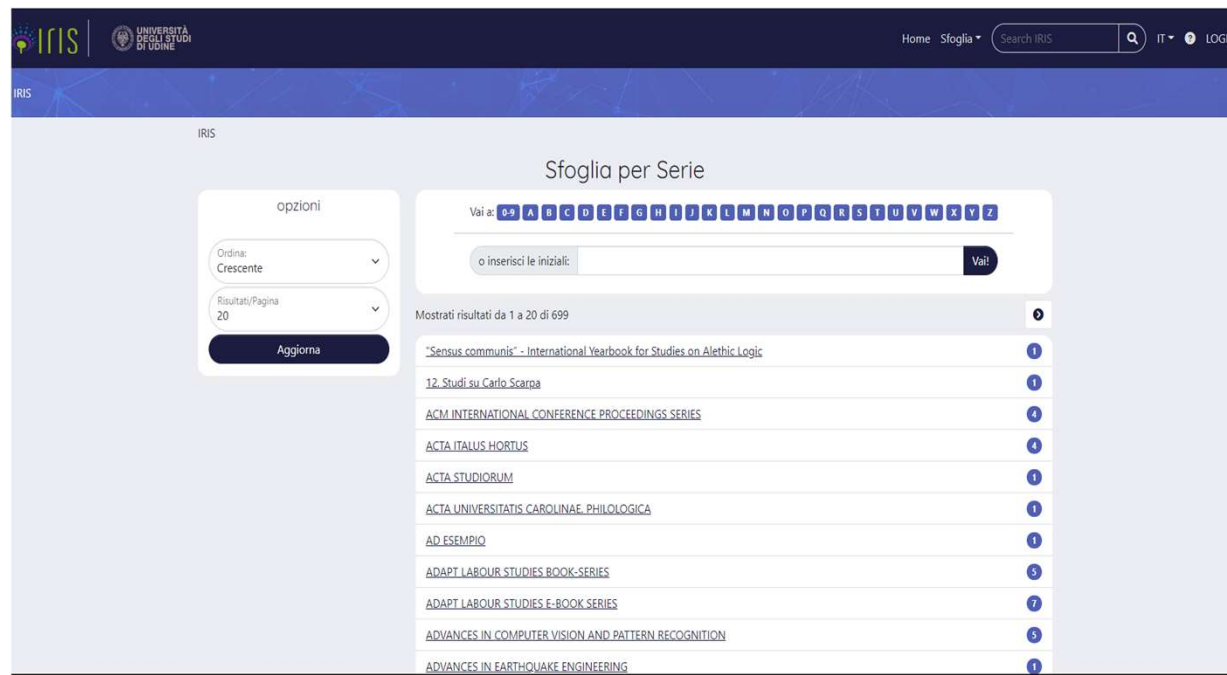 IRIS
UNIVERSITÀ
DEGLI STUDI
DI UDINE
Home Sfoglia Search IRIS IT ? LOGI
IRIS
IRIS
Sfoglia per Serie
opzioni
Ordina:
Crescente
Risultati/Pagina
20
Aggiorna
Vai a: 0-9 A B C D E F G H I J K L M N O P Q R S T U V W X Y Z
o inserisci le iniziali: Vai!
Mostrati risultati da 1 a 20 di 699
"Sensus communis" - International Yearbook for Studies on Alethic Logic 1
12. Studi su Carlo Scarpa 1
ACM INTERNATIONAL CONFERENCE PROCEEDINGS SERIES 4
ACTA ITALUS HORTUS 4
ACTA STUDIORUM 1
ACTA UNIVERSITATIS CAROLINAE. PHILOLOGICA 1
AD ESEMPIO 1
ADAPT LABOUR STUDIES BOOK-SERIES 5
ADAPT LABOUR STUDIES E-BOOK SERIES 7
ADVANCES IN COMPUTER VISION AND PATTERN RECOGNITION 5
ADVANCES IN EARTHQUAKE ENGINEERING 1